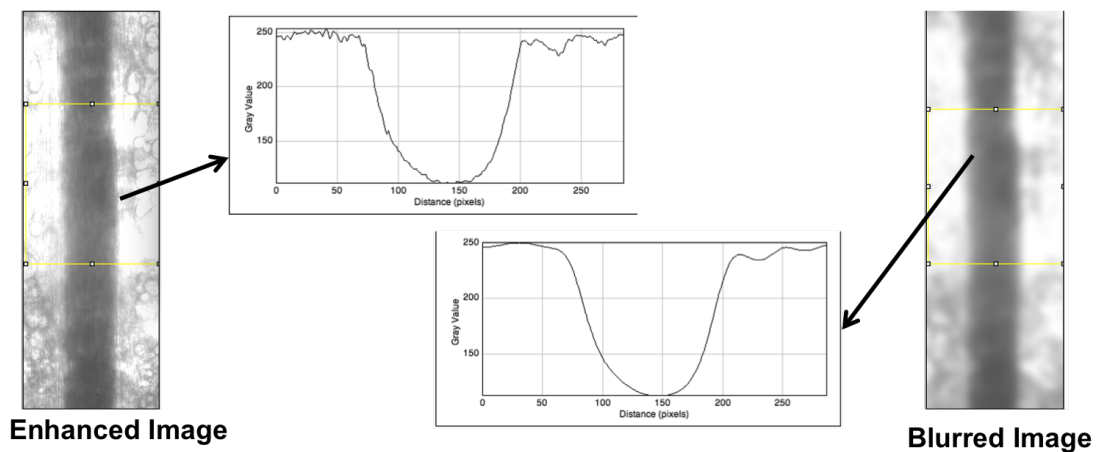 250
200
150
Gray Value
0 50 100 150 200 250
Distance (pixels)
250
200
150
Gray Value
0 50 100 150 200 250
Distance (pixels)
Enhanced Image
Blurred Image